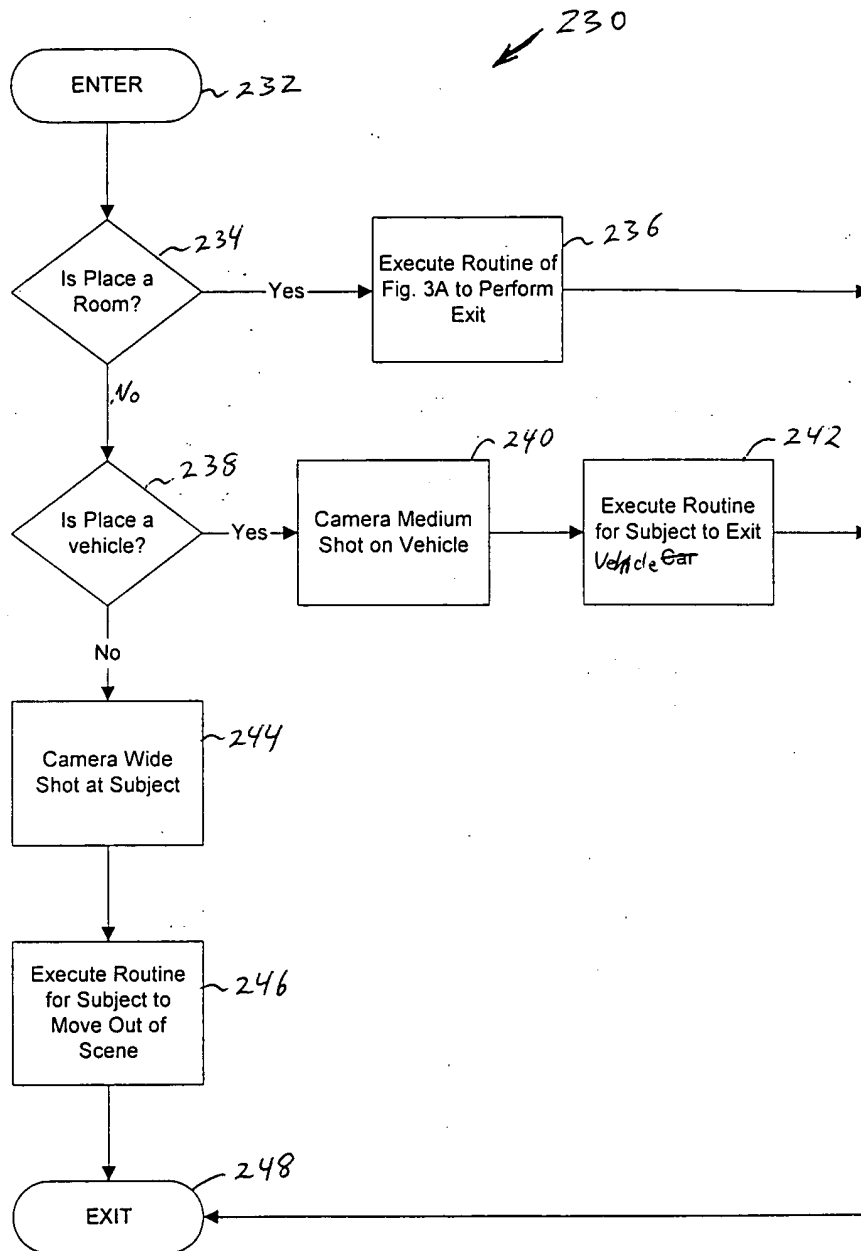 230
ENTER
232
234
Is Place a
Room?
Yes
236
Execute Routine of
Fig. 3A to Perform
Exit
No
238
Is Place a
vehicle?
Yes
240
Camera Medium
Shot on Vehicle
242
Execute Routine
for Subject to Exit
Vehicle Car
No
244
Camera Wide
Shot at Subject
Execute Routine
for Subject to
Move Out of
Scene
246
248
EXIT